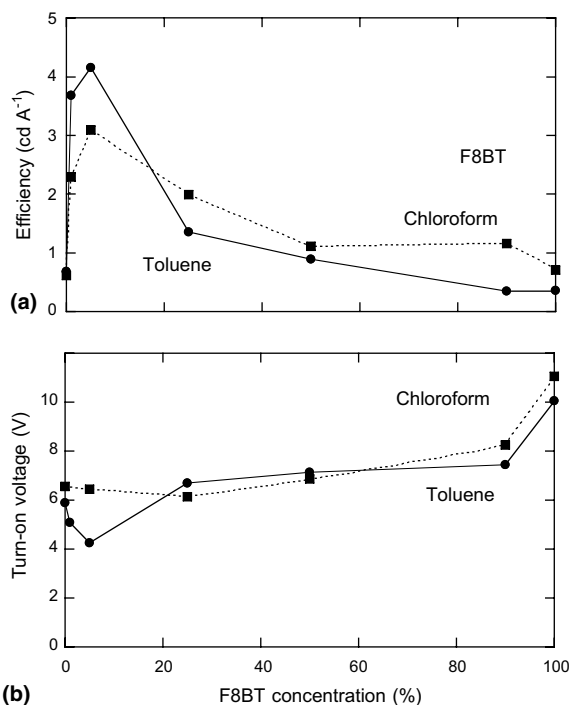 5
4
3
2
1
0
Efficiency (cd A⁻¹)
F8BT
Chloroform
Toluene
(a)
10
8
6
4
2
0
Turn-on voltage (V)
Chloroform
Toluene
0 20 40 60 80 100
F8BT concentration (%)
(b)